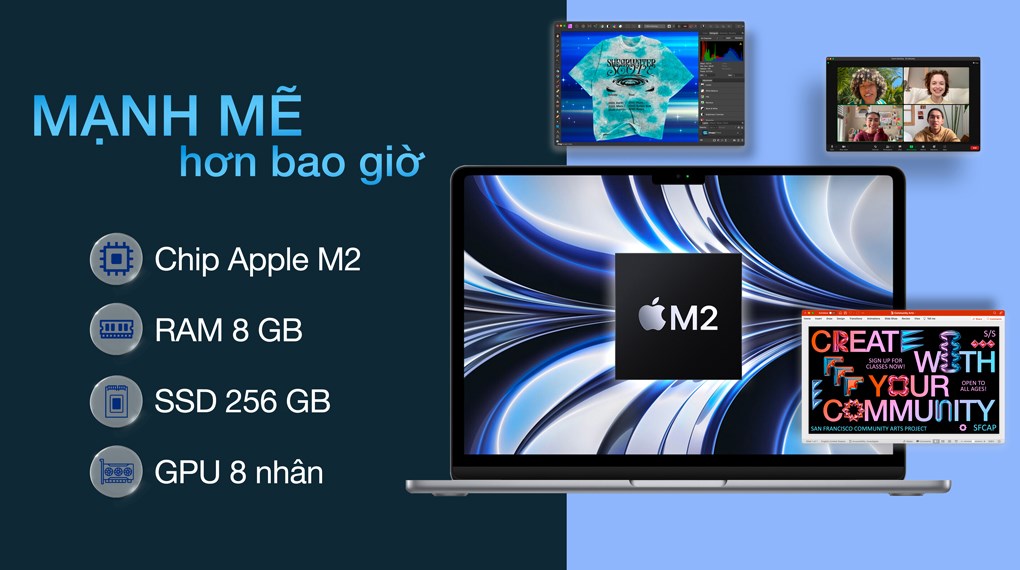 MẠNH MẼ
hơn bao giờ
Chip Apple M2
RAM 8 GB
SSD 256 GB
GPU 8 nhân
M2
CREATE
S/S
SIGN UP FOR
CLASSES NOW!
WITH
YOUR
OPEN TO
ALL AGES!
COMMUNITY
SAN FRANCISCO COMMUNITY ARTS PROJECT
SFCAP